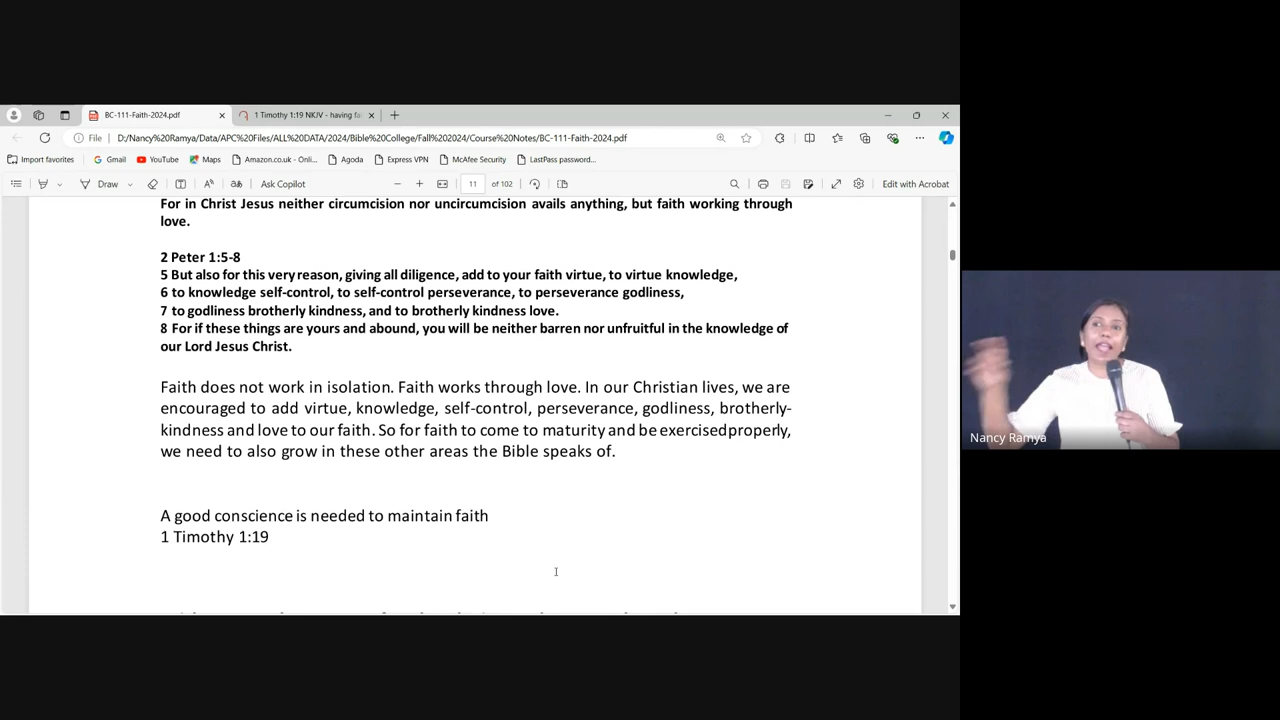 BC-111-Faith-2024.pdf
1 Timothy 1:19 NKJV - having fa
File
D:/Nancy%20Ramya/Data/APC%20Files/ALL%20DATA/2024/Bible%20College/Fall%202024/Course%20Notes/BC-111-Faith-2024.pdf
Import favorites Gmail YouTube Maps Amazon.co.uk - Onli... Agoda Express VPN McAfee Security LastPass password...
Draw Ask Copilot 11 of 102 Edit with Acrobat
For in Christ Jesus neither circumcision nor uncircumcision avails anything, but faith working through
love.
2 Peter 1:5-8
5 But also for this very reason, giving all diligence, add to your faith virtue, to virtue knowledge,
6 to knowledge self-control, to self-control perseverance, to perseverance godliness,
7 to godliness brotherly kindness, and to brotherly kindness love.
8 For if these things are yours and abound, you will be neither barren nor unfruitful in the knowledge of
our Lord Jesus Christ.
Faith does not work in isolation. Faith works through love. In our Christian lives, we are
encouraged to add virtue, knowledge, self-control, perseverance, godliness, brotherly-
kindness and love to our faith. So for faith to come to maturity and be exercised properly,
we need to also grow in these other areas the Bible speaks of.
A good conscience is needed to maintain faith
1 Timothy 1:19
Nancy Ramya